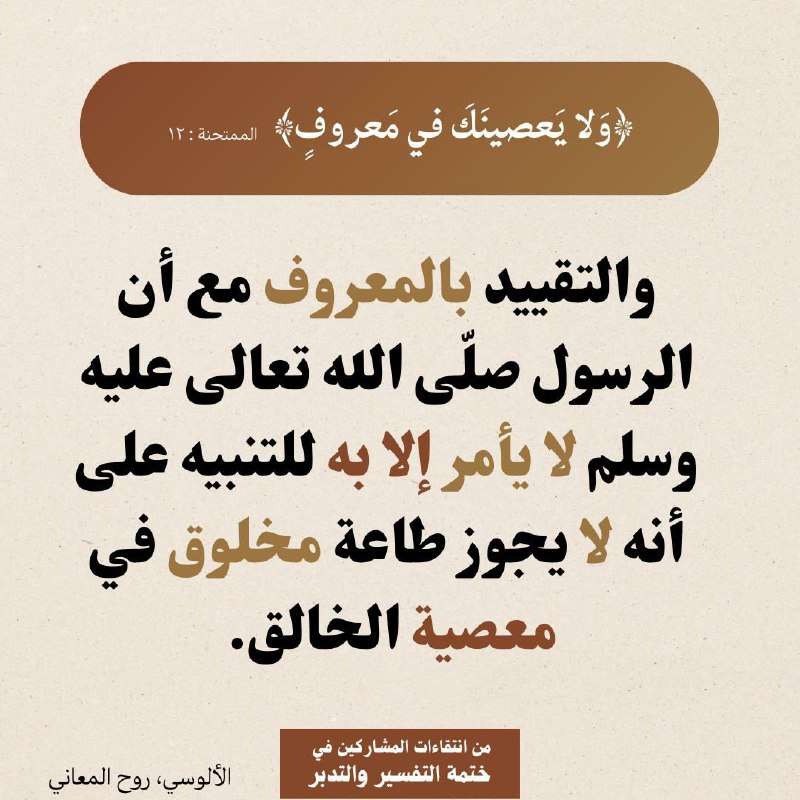 ﴿وَلا يَعصينَكَ في مَعروفٍ﴾ الممتحنة : ١٢
والتقييد بالمعروف مع أن
الرسول صلّى الله تعالى عليه
وسلم لا يأمر إلا به للتنبيه على
أنه لا يجوز طاعة مخلوق في
معصية الخالق.
من انتقاءات المشاركين في
ختمة التفسير والتدبر
الألوسي، روح المعاني